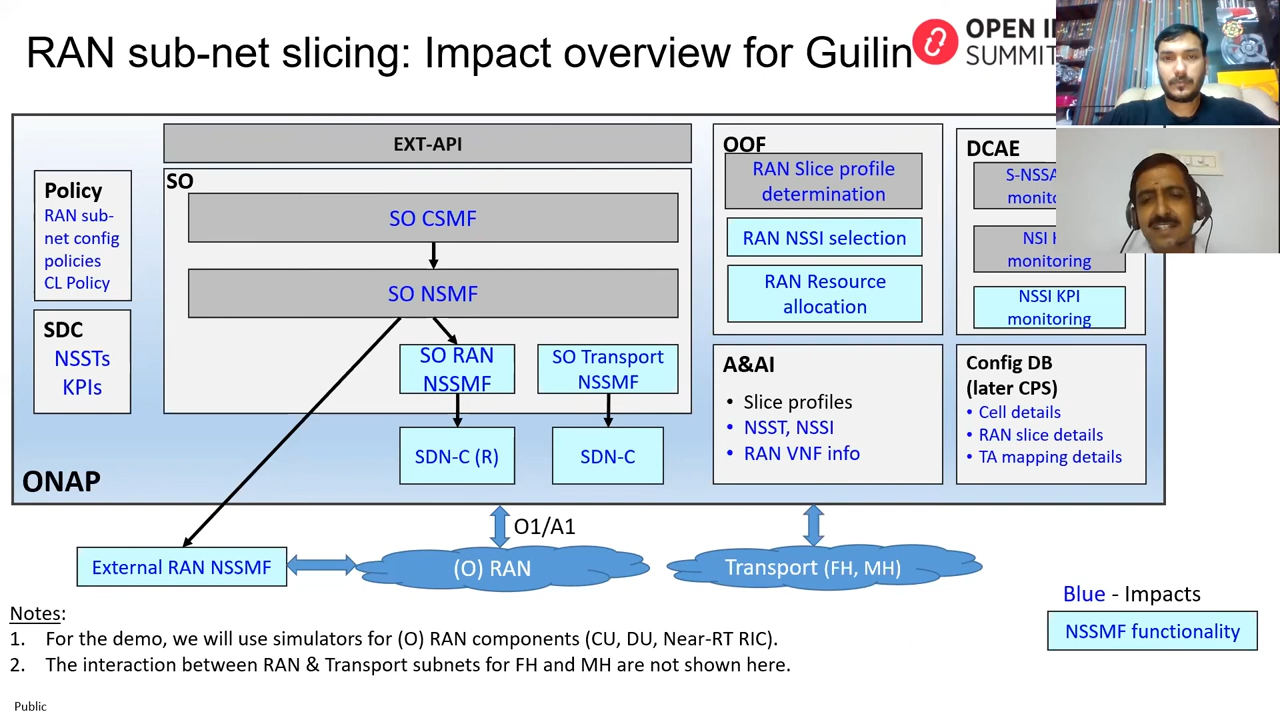 RAN sub-net slicing: Impact overview for Guilin
OPEN
SUMMIT
EXT-API
Policy
RAN sub-
net config
policies
CL Policy
SDC
NSSTs
KPIs
SO
SO CSMF
SO NSMF
SO RAN
NSSMF
SO Transport
NSSMF
SDN-C (R)
SDN-C
OOF
RAN Slice profile
determination
RAN NSSI selection
RAN Resource
allocation
DCAE
NSI
monitoring
NSSI KPI
monitoring
A&AI
• Slice profiles
• NSST, NSSI
• RAN VNF info
Config DB
(later CPS)
• Cell details
• RAN slice details
• TA mapping details
ONAP
O1/A1
External RAN NSSMF
(O) RAN
Transport (FH, MH)
Blue - Impacts
NSSMF functionality
Notes:
1. For the demo, we will use simulators for (O) RAN components (CU, DU, Near-RT RIC).
2. The interaction between RAN & Transport subnets for FH and MH are not shown here.
Public